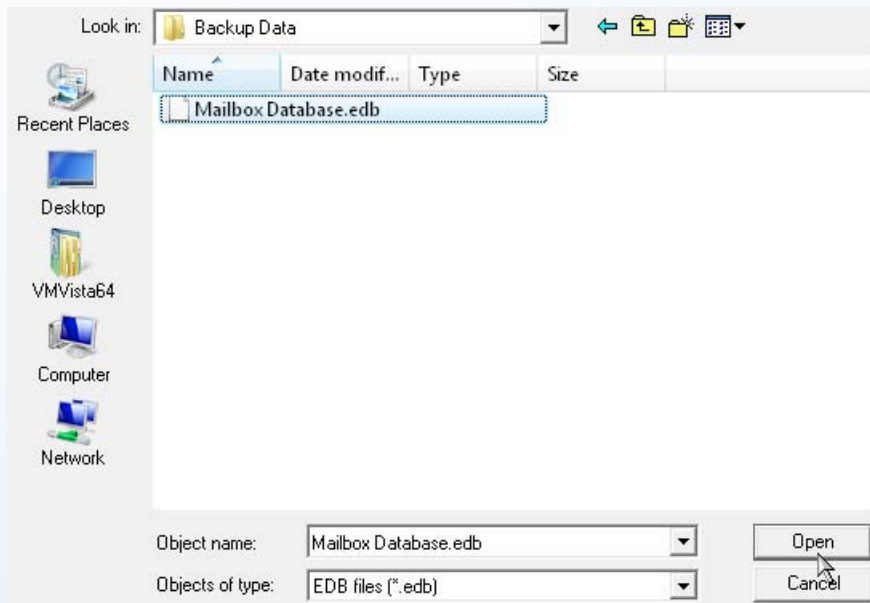 Look in: Backup Data
Name Date modif... Type Size
Mailbox Database.edb
Recent Places
Desktop
VMVista64
Computer
Network
Object name: Mailbox Database.edb Open
Objects of type: EDB files (*.edb) Cancel